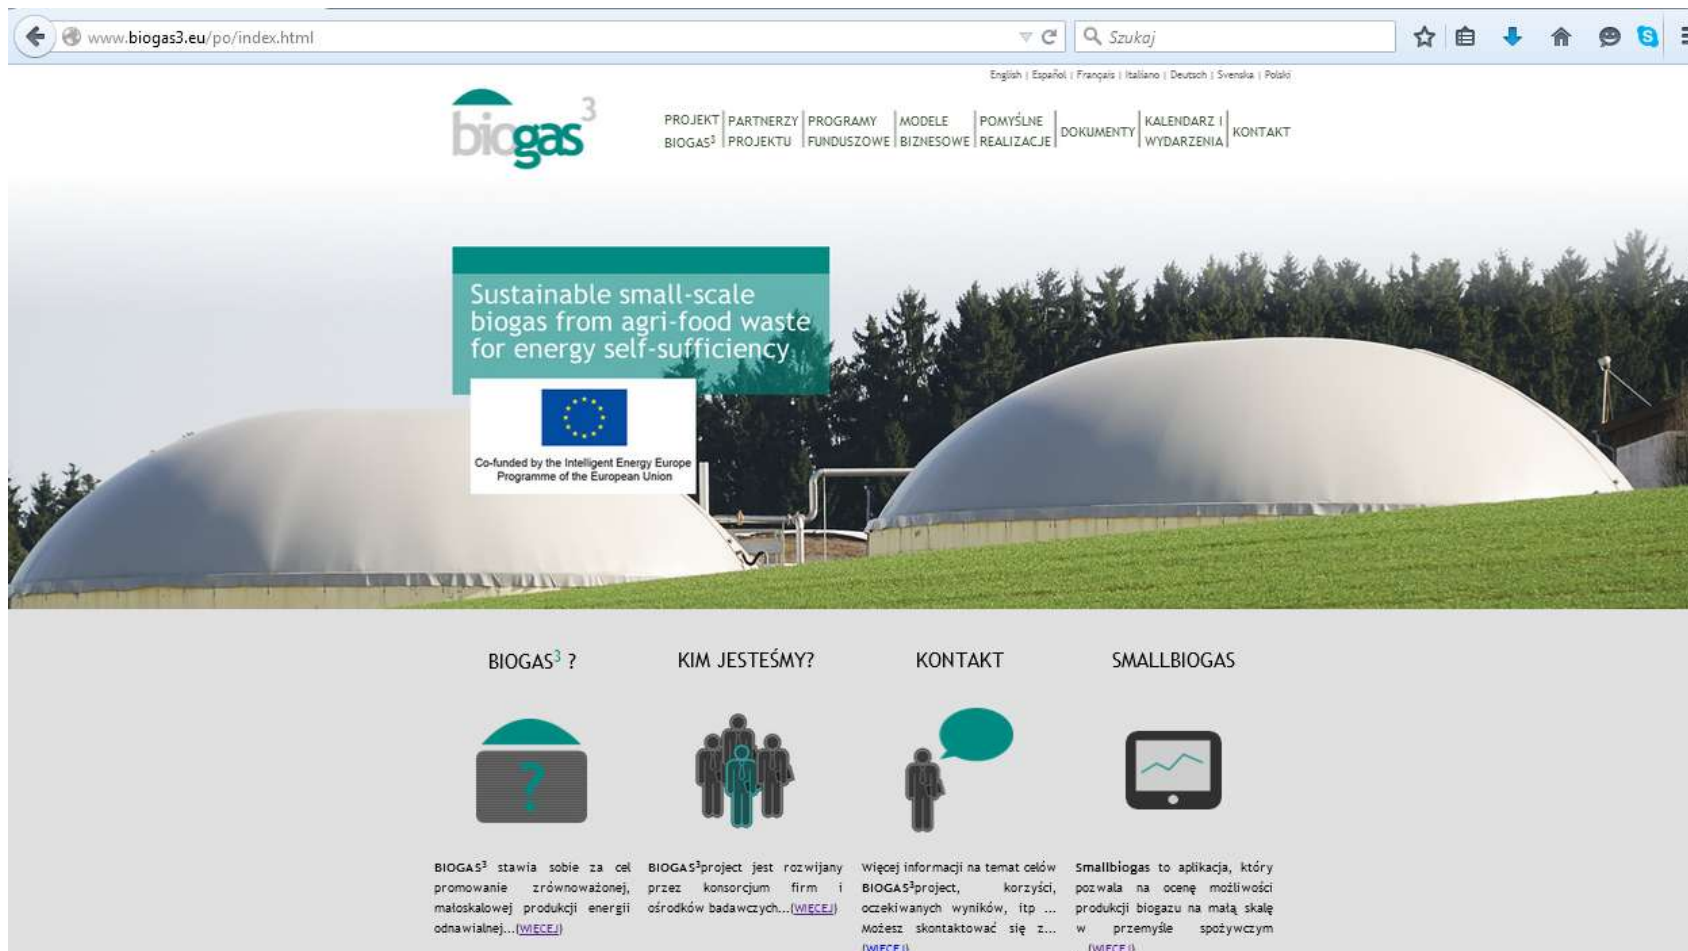 www.biogas3.eu/po/index.html
Szukaj
English | Español | Français | Italiano | Deutsch | Svenska | Polski
biogas3
PROJEKT BIOGAS3 | PARTNERZY PROJEKTU | PROGRAMY FUNDUSZOWE | MODELE BIZNESOWE | POMYŚLNE REALIZACJE | DOKUMENTY | KALENDARZ I WYDARZENIA | KONTAKT
Sustainable small-scale
biogas from agri-food waste
for energy self-sufficiency
Co-funded by the Intelligent Energy Europe
Programme of the European Union
BIOGAS3 ?
?
BIOGAS3 stawia sobie za cel
promowanie zrównoważonej,
małoskalowej produkcji energii
odnawialnej...(WIĘCEJ)
KIM JESTEŚMY?
BIOGAS3project jest rozwijany
przez konsorcjum firm i
ośrodków badawczych...(WIĘCEJ)
KONTAKT
Więcej informacji na temat celów
BIOGAS3project, korzyści,
oczekiwanych wyników, itp ...
Możesz skontaktować się z...
(WIĘCEJ)
SMALLBIOGAS
Smallbiogas to aplikacja, który
pozwala na ocenę możliwości
produkcji biogazu na małą skalę
w przemyśle spożywczym
...(WIĘCEJ)